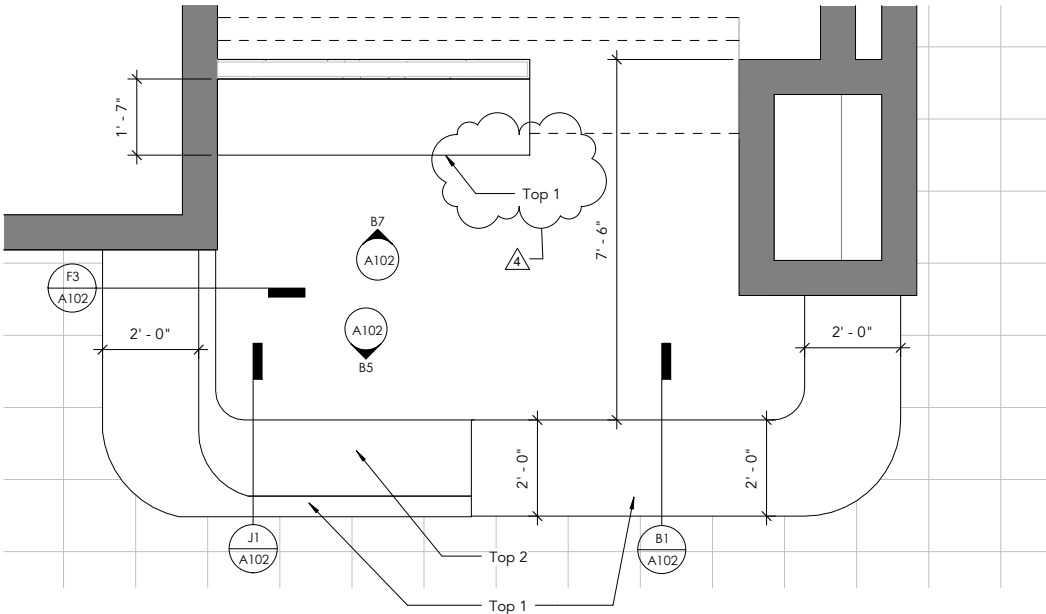 1' - 7"
Top 1
7' - 6"
B7
A102
4
F3
A102
2' - 0"
A102
B5
2' - 0"
2' - 0"
2' - 0"
J1
A102
Top 2
B1
A102
Top 1